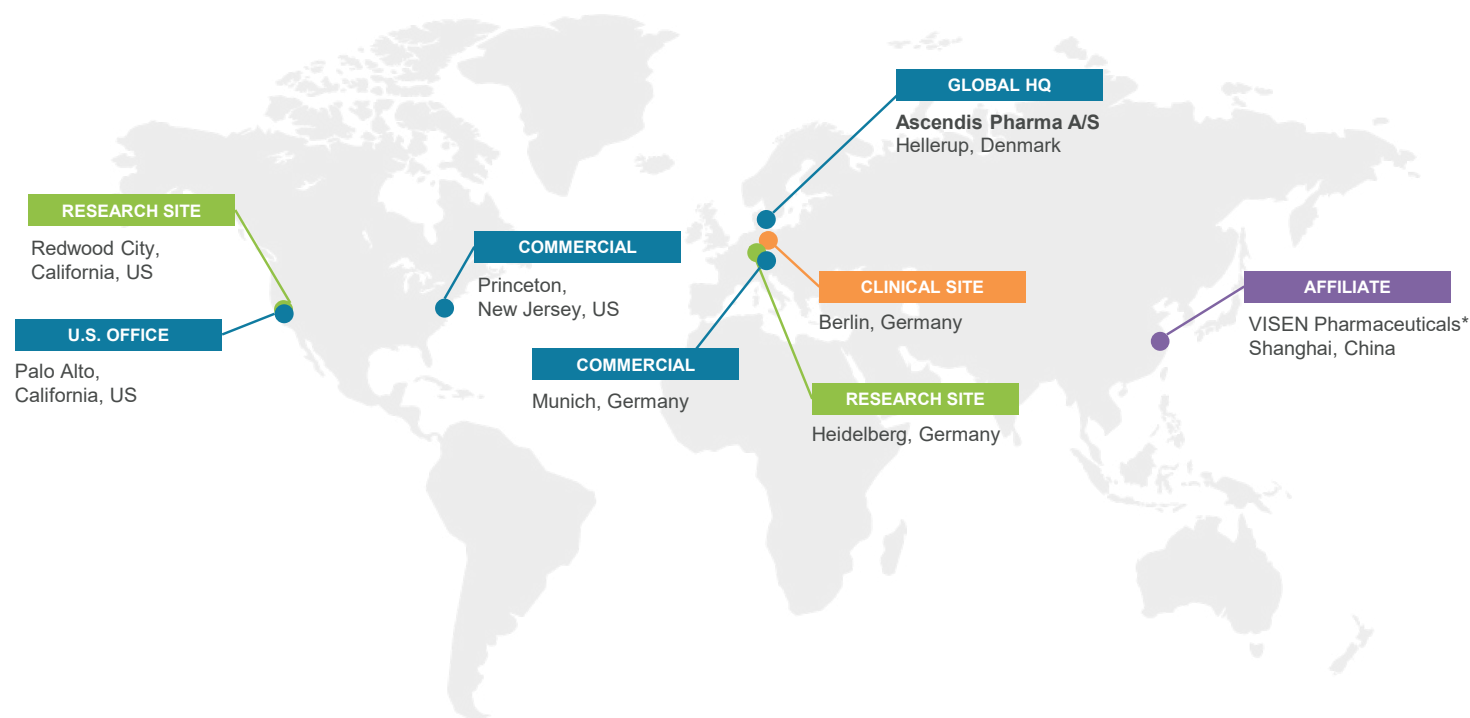 GLOBAL HQ
Ascendis Pharma A/S
Hellerup, Denmark
RESEARCH SITE
Redwood City,
California, US
U.S. OFFICE
Palo Alto,
California, US
COMMERCIAL
Princeton,
New Jersey, US
COMMERCIAL
Munich, Germany
CLINICAL SITE
Berlin, Germany
RESEARCH SITE
Heidelberg, Germany
AFFILIATE
VISEN Pharmaceuticals*
Shanghai, China